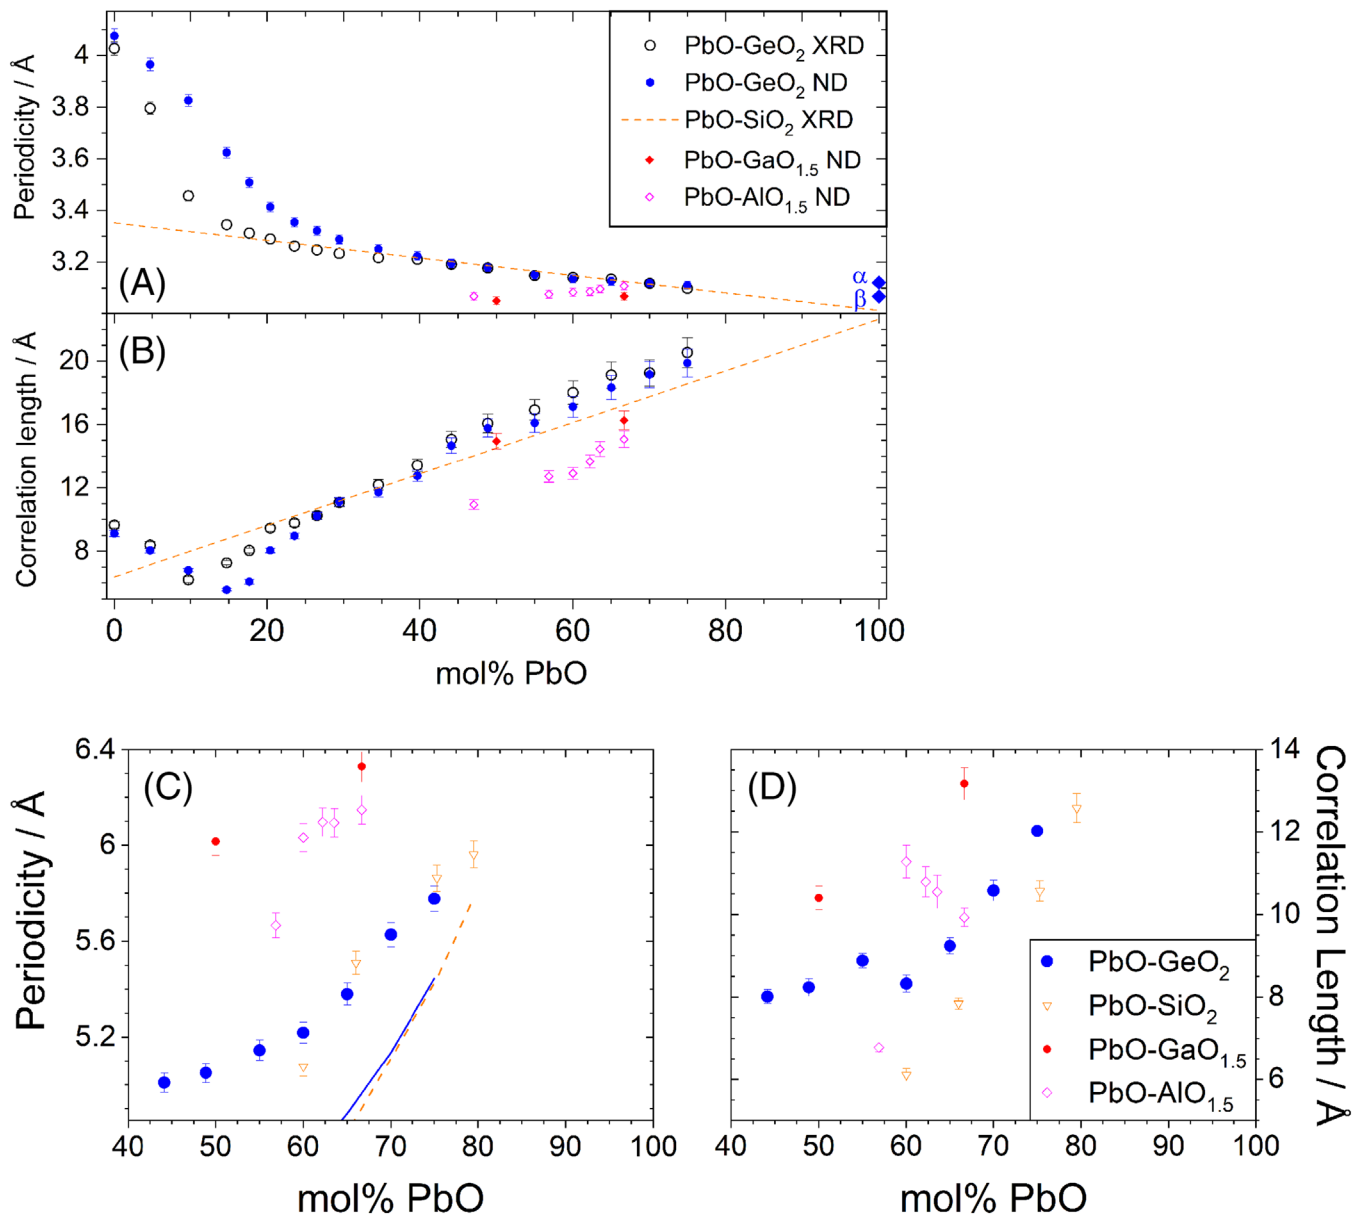 (A)
Periodicity / Å
4
3.8
3.6
3.4
3.2
PbO-GeO₂ XRD
PbO-GeO₂ ND
PbO-SiO₂ XRD
PbO-GaO₁.₅ ND
PbO-AlO₁.₅ ND
α
β
(B)
Correlation length / Å
20
16
12
8
0 20 40 60 80 100
mol% PbO
(C)
Periodicity / Å
6.4
6
5.6
5.2
40 50 60 70 80 90 100
mol% PbO
(D)
14
12
10
8
6
Correlation Length / Å
PbO-GeO₂
PbO-SiO₂
PbO-GaO₁.₅
PbO-AlO₁.₅
40 50 60 70 80 90 100
mol% PbO